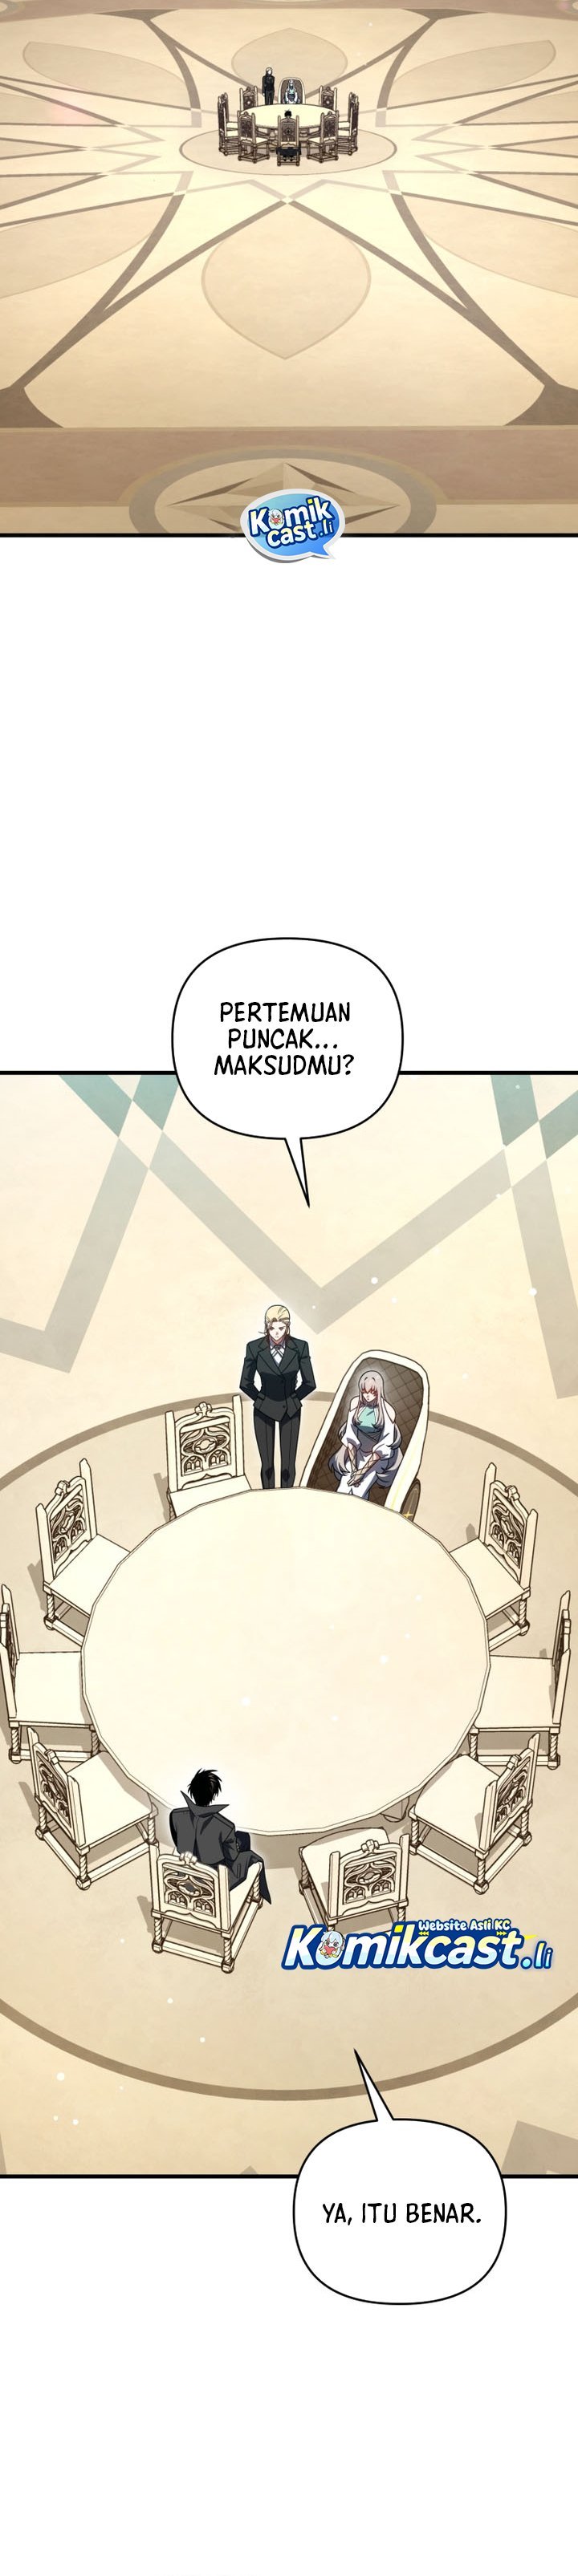 Komik
cast.li
PERTEMUAN
PUNCAK...
MAKSUDMU?
Website Asli KC
Komikcast.li
YA, ITU BENAR.